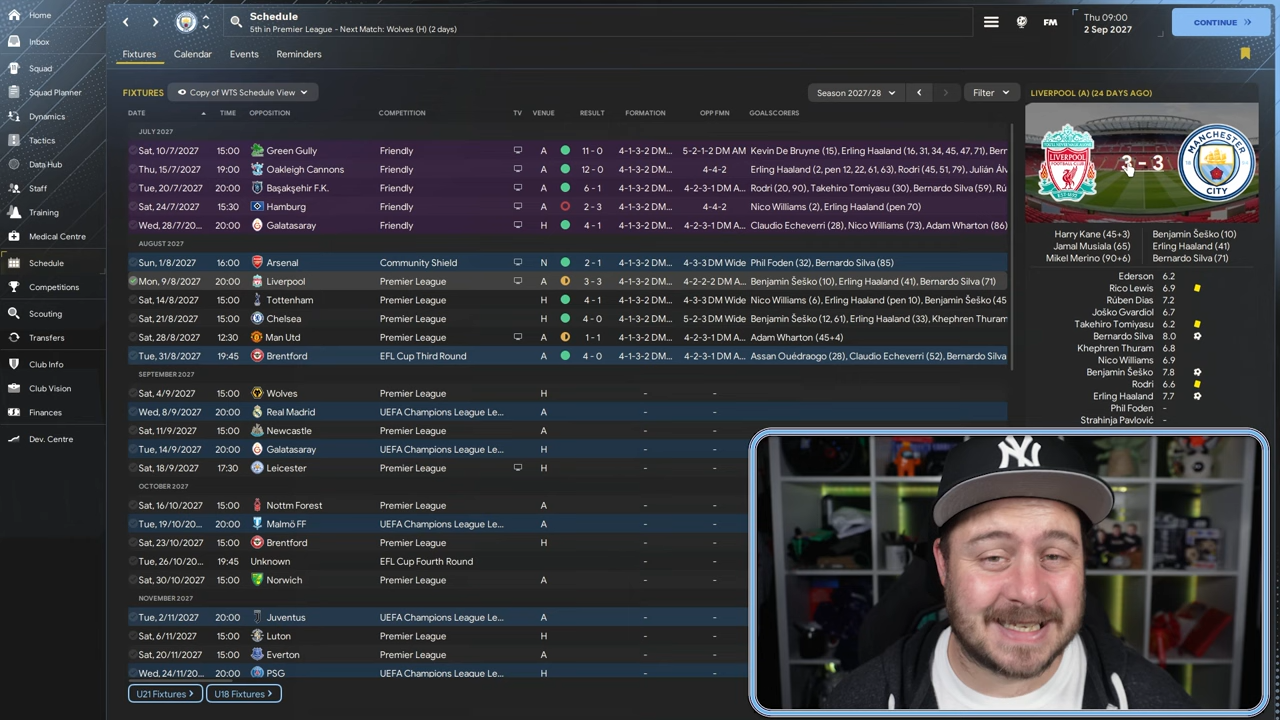 Home
Inbox
Squad
Squad Planner
Dynamics
Tactics
Data Hub
Staff
Training
Medical Centre
Schedule
Competitions
Scouting
Transfers
Club Info
Club Vision
Finances
Dev. Centre
Schedule
5th in Premier League - Next Match: Wolves (H) (2 days)
FM
Thu 09:00
2 Sep 2027
CONTINUE
Fixtures Calendar Events Reminders
FIXTURES Copy of WTS Schedule View Season 2027/28 Filter
DATE TIME OPPOSITION COMPETITION TV VENUE RESULT FORMATION OPP FMN GOALSCORERS
JULY 2027
Sat, 10/7/2027 15:00 Green Gully Friendly A 11 - 0 4-1-3-2 DM... 5-2-1-2 DM AM Kevin De Bruyne (15), Erling Haaland (16, 31, 34, 45, 47, 71), Bern
Thu, 15/7/2027 19:00 Oakleigh Cannons Friendly A 12 - 0 4-1-3-2 DM... 4-4-2 Erling Haaland (2, pen 12, 22, 61, 63), Rodri (45, 51, 79),
Tue, 20/7/2027 20:00 Başakşehir F.K. Friendly A 6 - 1 4-1-3-2 DM... 4-2-3-1 DM A... Rodri (20, 90), Takehiro Tomiyasu (30), Bernardo Silva (59),
Sat, 24/7/2027 15:30 Hamburg Friendly A 2 - 3 4-1-3-2 DM... 4-4-2 Nico Williams (2), Erling Haaland (pen 70)
Wed, 28/7/20... 20:00 Galatasaray Friendly A 4 - 1 4-1-3-2 DM... 4-2-3-1 DM A... Claudio Echeverri (28), Nico Williams (73), Adam Wharton (86)
AUGUST 2027
Sun, 1/8/2027 16:00 Arsenal Community Shield N 2 - 1 4-1-3-2 DM... 4-3-3 DM Wide Phil Foden (32), Bernardo Silva (85)
Mon, 9/8/2027 20:00 Liverpool Premier League A 3 - 3 4-1-3-2 DM... 4-2-2-2 DM A... Benjamin Šeško (10), Erling Haaland (41), Bernardo Silva (71)
Sat, 14/8/2027 15:00 Tottenham Premier League H 4 - 1 4-1-3-2 DM... 4-3-3 DM Wide Nico Williams (6), Erling Haaland (pen 10), Benjamin Šeško (45
Sat, 21/8/2027 15:00 Chelsea Premier League H 4 - 0 4-1-3-2 DM... 5-2-3 DM Wide Benjamin Šeško (12, 61), Erling Haaland (33), Khephren Thuram
Sat, 28/8/2027 12:30 Man Utd Premier League A 1 - 1 4-1-3-2 DM... 4-2-3-1 DM A... Adam Wharton (45+4)
Tue, 31/8/2027 19:45 Brentford EFL Cup Third Round A 4 - 0 4-1-3-2 DM... 4-2-3-1 DM A... Assan Ouédraogo (28), Claudio Echeverri (52), Bernardo Silva
SEPTEMBER 2027
Sat, 4/9/2027 15:00 Wolves Premier League H - -
Wed, 8/9/2027 20:00 Real Madrid UEFA Champions League Le... A - -
Sat, 11/9/2027 15:00 Newcastle Premier League A - -
Tue, 14/9/2027 20:00 Galatasaray UEFA Champions League Le... H - -
Sat, 18/9/2027 17:30 Leicester Premier League H - -
OCTOBER 2027
Sat, 16/10/2027 15:00 Nottm Forest Premier League A - -
Tue, 19/10/20... 20:00 Malmö FF UEFA Champions League Le... A - -
Sat, 23/10/2027 15:00 Brentford Premier League H - -
Tue, 26/10/20... 19:45 Unknown EFL Cup Fourth Round - -
Sat, 30/10/2027 15:00 Norwich Premier League A - -
NOVEMBER 2027
Tue, 2/11/2027 20:00 Juventus UEFA Champions League Le... A - -
Sat, 6/11/2027 15:00 Luton Premier League H - -
Sat, 20/11/2027 15:00 Everton Premier League A - -
Wed, 24/11/20... 20:00 PSG UEFA Champions League Le... H - -
U21 Fixtures U18 Fixtures
LIVERPOOL (A) (24 DAYS AGO)
3 - 3
MANCHESTER
CITY
Harry Kane (45+3) Benjamin Šeško (10)
Jamal Musiala (65) Erling Haaland (41)
Mikel Merino (90+6) Bernardo Silva (71)
Ederson 6.2
Rico Lewis 6.9
Rúben Dias 7.2
Joško Gvardiol 6.7
Takehiro Tomiyasu 6.2
Bernardo Silva 8.0
Khephren Thuram 6.8
Nico Williams 6.9
Benjamin Šeško 7.8
Rodri 6.6
Erling Haaland 7.7
Phil Foden -
Strahinja Pavlović -
NY